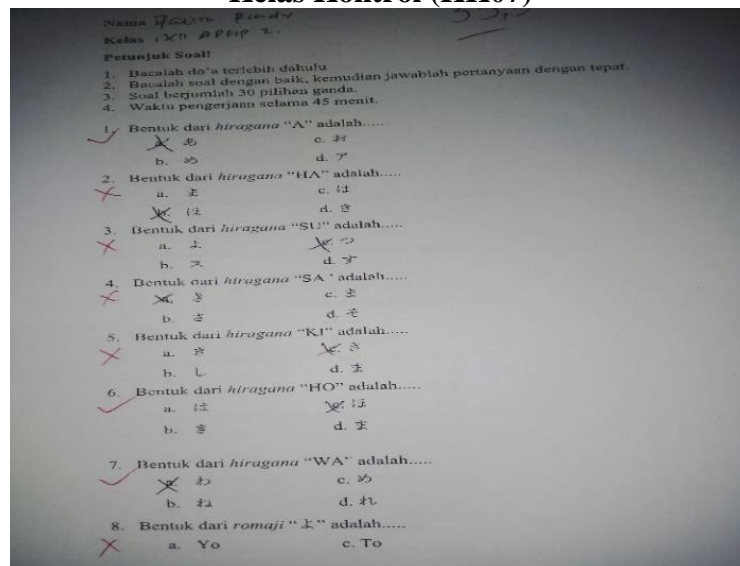 Kelas Kontrol (KK07)
Nama
Kelas : XII APHP 2.
Petunjuk Soal!
1. Bacalah do'a terlebih dahulu
2. Bacalah soal dengan baik, kemudian jawablah pertanyaan dengan tepat.
3. Soal berjumlah 30 pilihan ganda.
4. Waktu pengerjaan selama 45 menit.
1. Bentuk dari hiragana “A” adalah.....
a. あ c. お
b. め d. ア
2. Bentuk dari hiragana “HA” adalah.....
a. よ c. は
b. ほ d. き
3. Bentuk dari hiragana “SU” adalah.....
a. よ c. つ
b. ス d. す
4. Bentuk dari hiragana “SA” adalah.....
a. き c. さ
b. d. そ
5. Bentuk dari hiragana “KI” adalah.....
a. き c. さ
b. し d. ま
6. Bentuk dari hiragana “HO” adalah.....
a. は c. ほ
b. き d. ま
7. Bentuk dari hiragana “WA” adalah.....
a. わ c. め
b. ね d. れ
8. Bentuk dari romaji “よ” adalah.....
a. Yo c. To